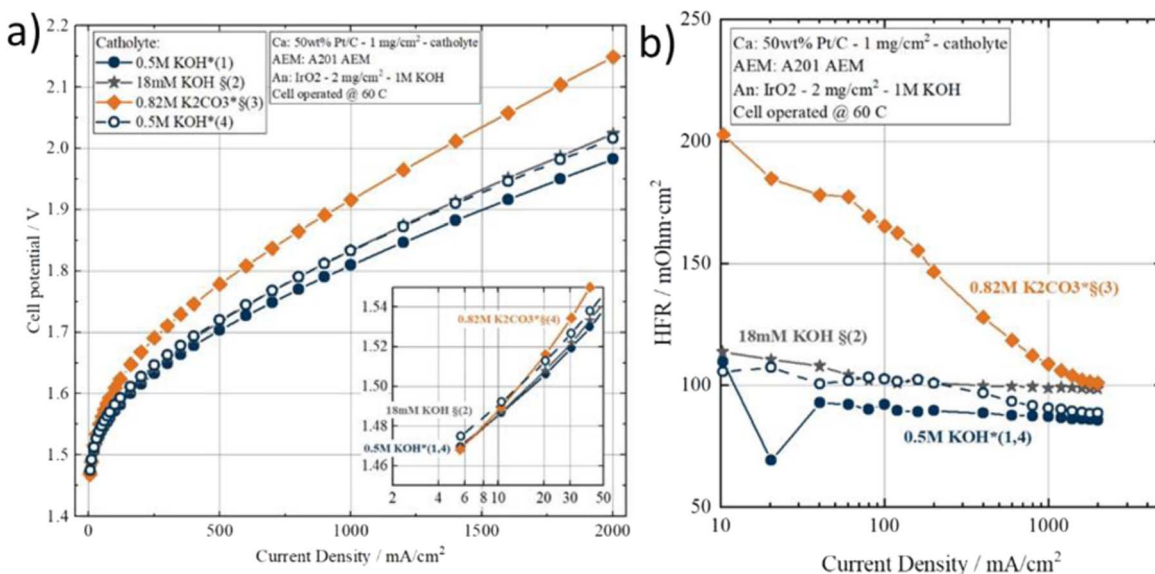 a)
Catholyte:
0.5M KOH*(1)
18mM KOH §(2)
0.82M K2CO3*§(3)
0.5M KOH*(4)
Ca: 50wt% Pt/C - 1 mg/cm² - catholyte
AEM: A201 AEM
An: IrO2 - 2 mg/cm² - 1M KOH
Cell operated @ 60 C
2.2
2.1
2.0
1.9
1.8
1.7
1.6
1.5
1.4
Cell potential / V
0
500
1000
1500
2000
Current Density / mA/cm²
1.54
1.52
1.50
1.48
1.46
0.82M K2CO3*§(4)
18mM KOH §(2)
0.5M KOH*(1,4)
2
4
6
8 10
20
30
50
b)
Ca: 50wt% Pt/C - 1 mg/cm² - catholyte
AEM: A201 AEM
An: IrO2 - 2 mg/cm² - 1M KOH
Cell operated @ 60 C
250
200
150
100
50
HFR / mOhm·cm²
0.82M K2CO3*§(3)
18mM KOH §(2)
0.5M KOH*(1,4)
10
100
1000
Current Density / mA/cm²